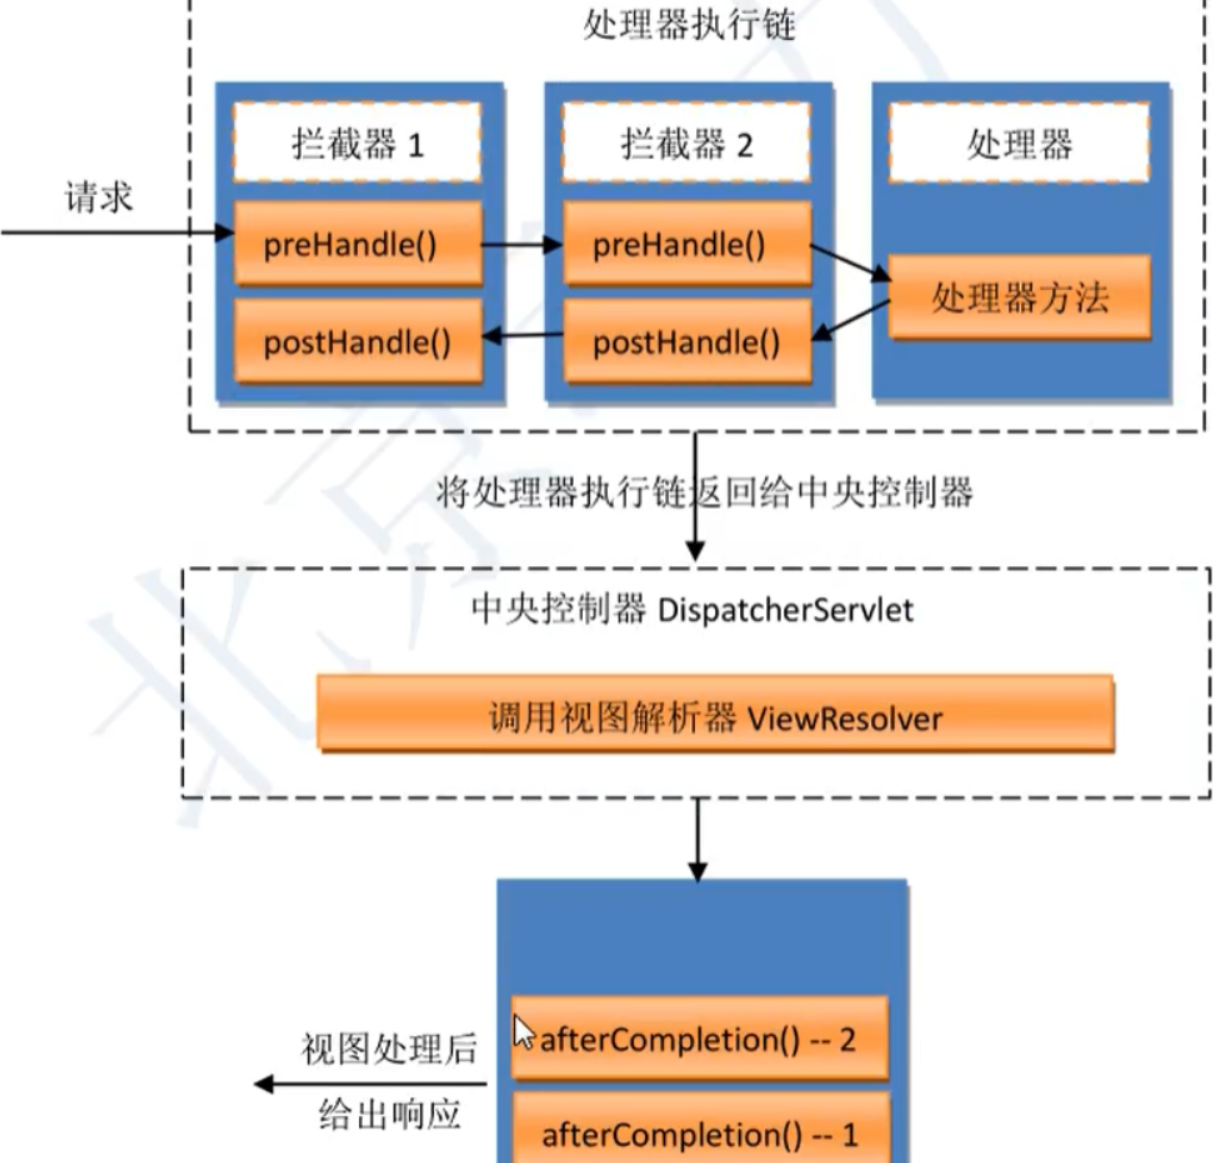 处理器执行链
拦截器 1
拦截器 2
处理器
请求
preHandle()
preHandle()
处理器方法
postHandle()
postHandle()
将处理器执行链返回给中央控制器
中央控制器 DispatcherServlet
调用视图解析器 ViewResolver
afterCompletion() -- 2
视图处理后
给出响应
afterCompletion() -- 1
北京